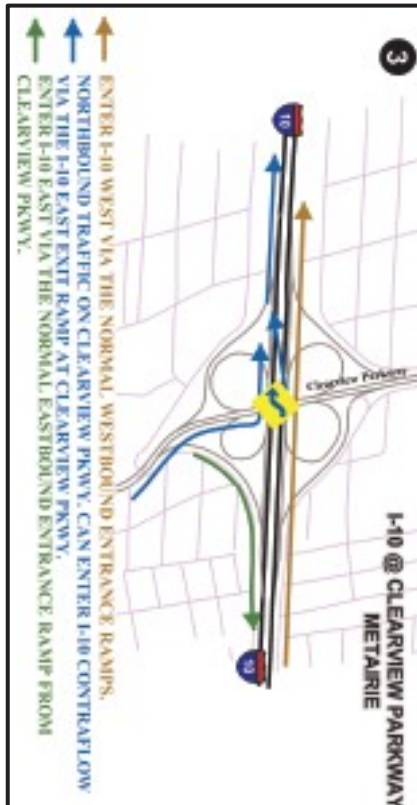 3
I-10 @ CLEARVIEW PARKWAY
METAIRIE
10
Clearview Parkway
10
ENTER I-10 WEST VIA THE NORMAL WESTBOUND ENTRANCE RAMPS.
NORTHBOUND TRAFFIC ON CLEARVIEW PKWY. CAN ENTER I-10 CONTRAFLOW
VIA THE I-10 EAST EXIT RAMP AT CLEARVIEW PKWY.
ENTER I-10 EAST VIA THE NORMAL EASTBOUND ENTRANCE RAMP FROM
CLEARVIEW PKWY.